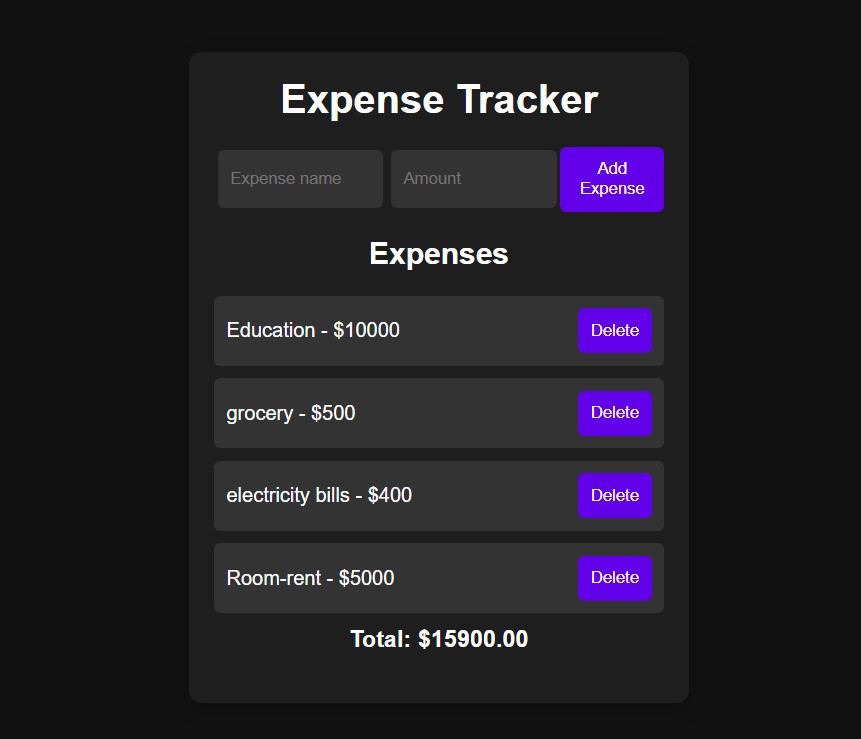 Expense Tracker
Expense name
Amount
Add
Expense
Expenses
Education - $10000
Delete
grocery - $500
Delete
electricity bills - $400
Delete
Room-rent - $5000
Delete
Total: $15900.00